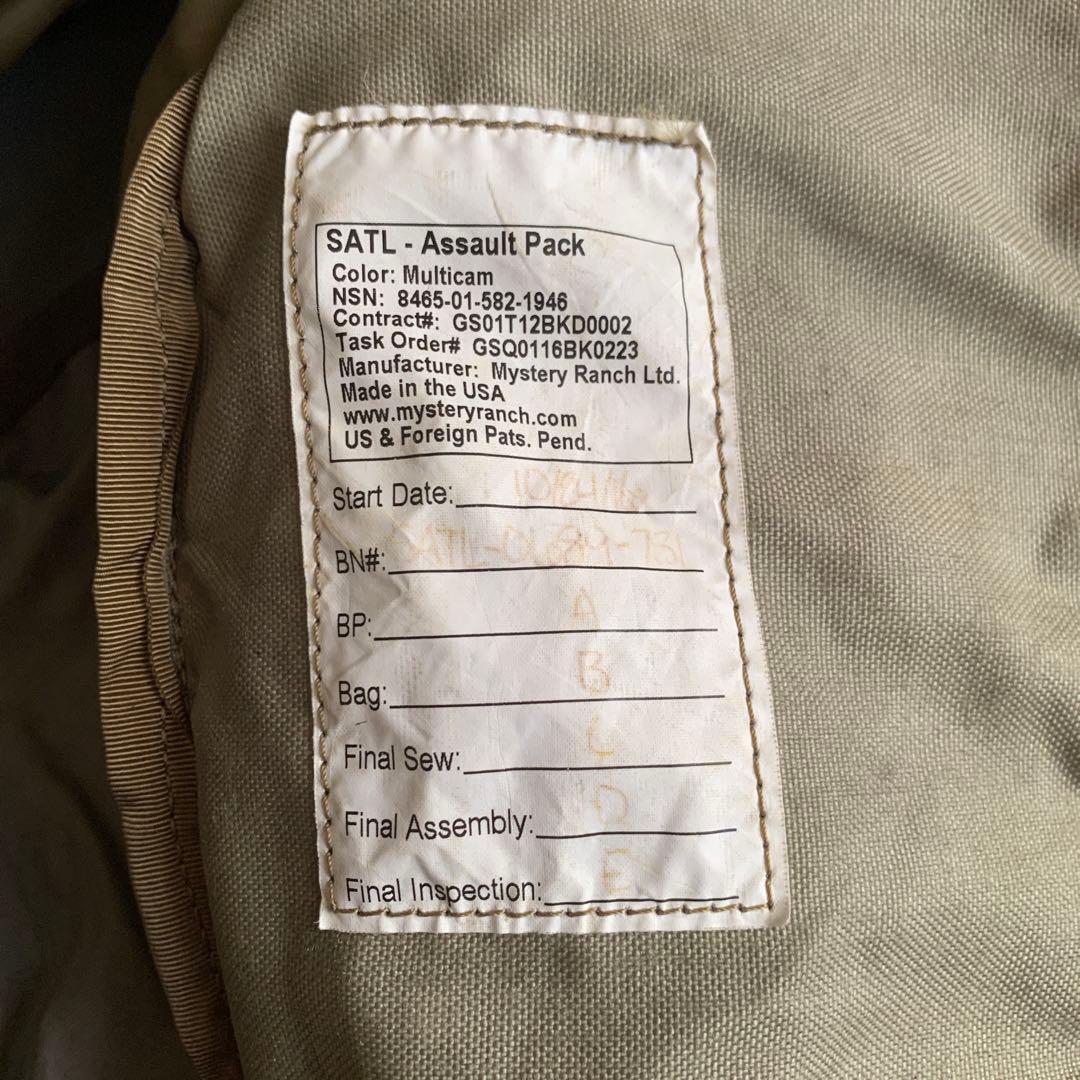 SATL - Assault Pack
Color: Multicam
NSN: 8465-01-582-1946
Contract#: GS01T12BKD0002
Task Order# GSQ0116BK0223
Manufacturer: Mystery Ranch Ltd.
Made in the USA
www.mysteryranch.com
US & Foreign Pats. Pend.
Start Date:
BN#:
BP: A
Bag: B
Final Sew: C
Final Assembly: D
Final Inspection: E